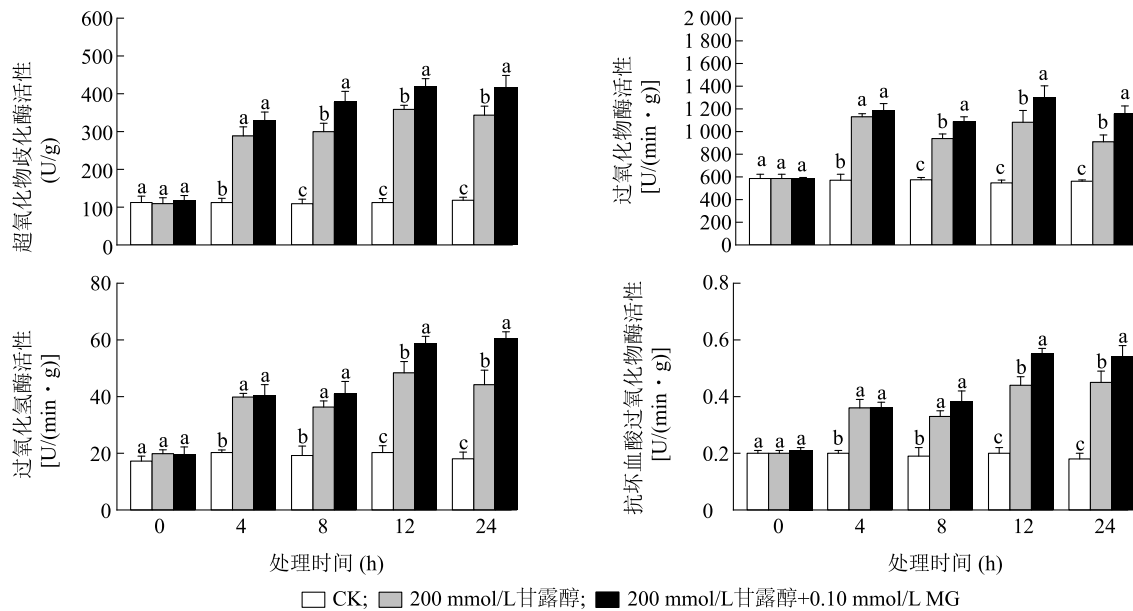 超氧化物歧化酶活性
(U/g)
600
500
400
300
200
100
0
a a a
b a a
c b a
c b a
c b a
过氧化物酶活性
[U/(min·g)]
2 000
1 800
1 600
1 400
1 200
1 000
800
600
400
200
0
a a a
b a a
c b a
c b a
c b a
过氧化氢酶活性
[U/(min·g)]
80
60
40
20
0
a a a
b a a
b a a
c b a
c b a
0 4 8 12 24
处理时间 (h)
抗坏血酸过氧化物酶活性
[U/(min·g)]
0.8
0.6
0.4
0.2
0
a a a
b a a
b a a
c b a
c b a
0 4 8 12 24
处理时间 (h)
CK; 200 mmol/L甘露醇; 200 mmol/L甘露醇+0.10 mmol/L MG